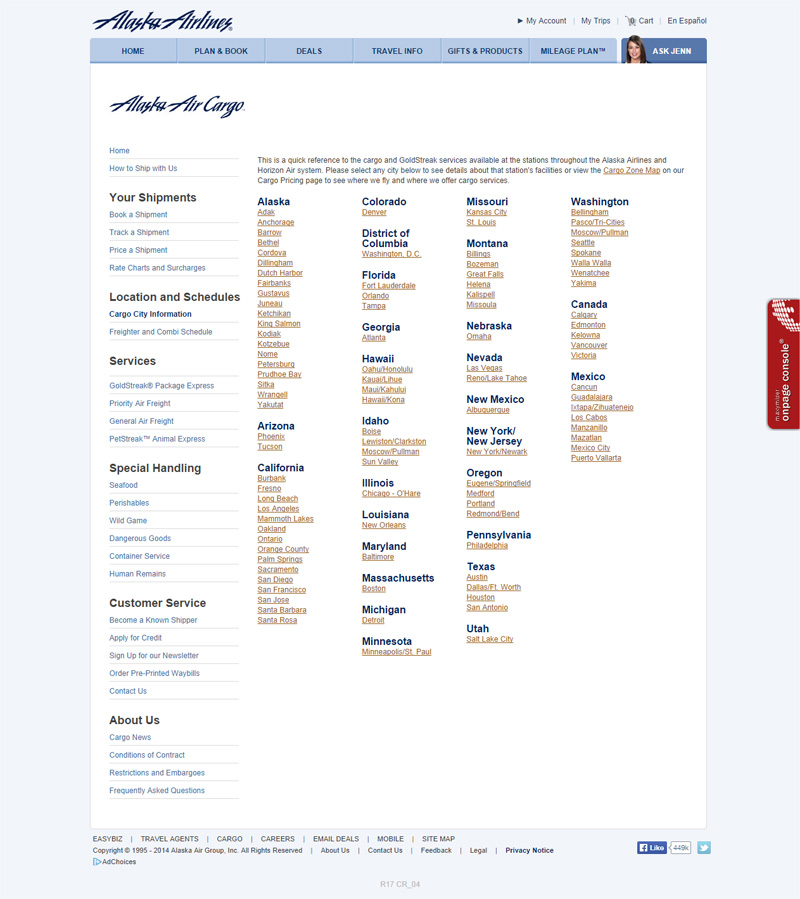 Alaska Airlines®
► My Account | My Trips | 0 Cart | En Español
HOME
PLAN & BOOK
DEALS
TRAVEL INFO
GIFTS & PRODUCTS
MILEAGE PLAN™
ASK JENN
Alaska Air Cargo
Home
How to Ship with Us
Your Shipments
Book a Shipment
Track a Shipment
Price a Shipment
Rate Charts and Surcharges
Location and Schedules
Cargo City Information
Freighter and Combi Schedule
Services
GoldStreak® Package Express
Priority Air Freight
General Air Freight
PetStreak™ Animal Express
Special Handling
Seafood
Perishables
Wild Game
Dangerous Goods
Container Service
Human Remains
Customer Service
Become a Known Shipper
Apply for Credit
Sign Up for our Newsletter
Order Pre-Printed Waybills
Contact Us
About Us
Cargo News
Conditions of Contract
Restrictions and Embargoes
Frequently Asked Questions
This is a quick reference to the cargo and GoldStreak services available at the stations throughout the Alaska Airlines and
Horizon Air system. Please select any city below to see details about that station's facilities or view the Cargo Zone Map on our
Cargo Pricing page to see where we fly and where we offer cargo services.
Alaska
Adak
Anchorage
Barrow
Bethel
Cordova
Dillingham
Dutch Harbor
Fairbanks
Gustavus
Juneau
Ketchikan
King Salmon
Kodiak
Kotzebue
Nome
Petersburg
Prudhoe Bay
Sitka
Wrangell
Yakutat
Arizona
Phoenix
Tucson
California
Burbank
Fresno
Long Beach
Los Angeles
Mammoth Lakes
Oakland
Ontario
Orange County
Palm Springs
Sacramento
San Diego
San Francisco
San Jose
Santa Barbara
Santa Rosa
Colorado
Denver
District of
Columbia
Washington, D.C.
Florida
Fort Lauderdale
Orlando
Tampa
Georgia
Atlanta
Hawaii
Oahu/Honolulu
Kauai/Lihue
Maui/Kahului
Hawaii/Kona
Idaho
Boise
Lewiston/Clarkston
Moscow/Pullman
Sun Valley
Illinois
Chicago - O'Hare
Louisiana
New Orleans
Maryland
Baltimore
Massachusetts
Boston
Michigan
Detroit
Minnesota
Minneapolis/St. Paul
Missouri
Kansas City
St. Louis
Montana
Billings
Bozeman
Great Falls
Helena
Kalispell
Missoula
Nebraska
Omaha
Nevada
Las Vegas
Reno/Lake Tahoe
New Mexico
Albuquerque
New York/
New Jersey
New York/Newark
Oregon
Eugene/Springfield
Medford
Portland
Redmond/Bend
Pennsylvania
Philadelphia
Texas
Austin
Dallas/Ft. Worth
Houston
San Antonio
Utah
Salt Lake City
Washington
Bellingham
Pasco/Tri-Cities
Moscow/Pullman
Seattle
Spokane
Walla Walla
Wenatchee
Yakima
Canada
Calgary
Edmonton
Kelowna
Vancouver
Victoria
Mexico
Cancun
Guadalajara
Ixtapa/Zihuatenejo
Los Cabos
Manzanillo
Mazatlan
Mexico City
Puerto Vallarta
maxymiser
onpage console®
EASYBIZ | TRAVEL AGENTS | CARGO | CAREERS | EMAIL DEALS | MOBILE | SITE MAP
Copyright © 1995 - 2014 Alaska Air Group, Inc. All Rights Reserved | About Us | Contact Us | Feedback | Legal | Privacy Notice
AdChoices
Like 449k
R17 CR_04